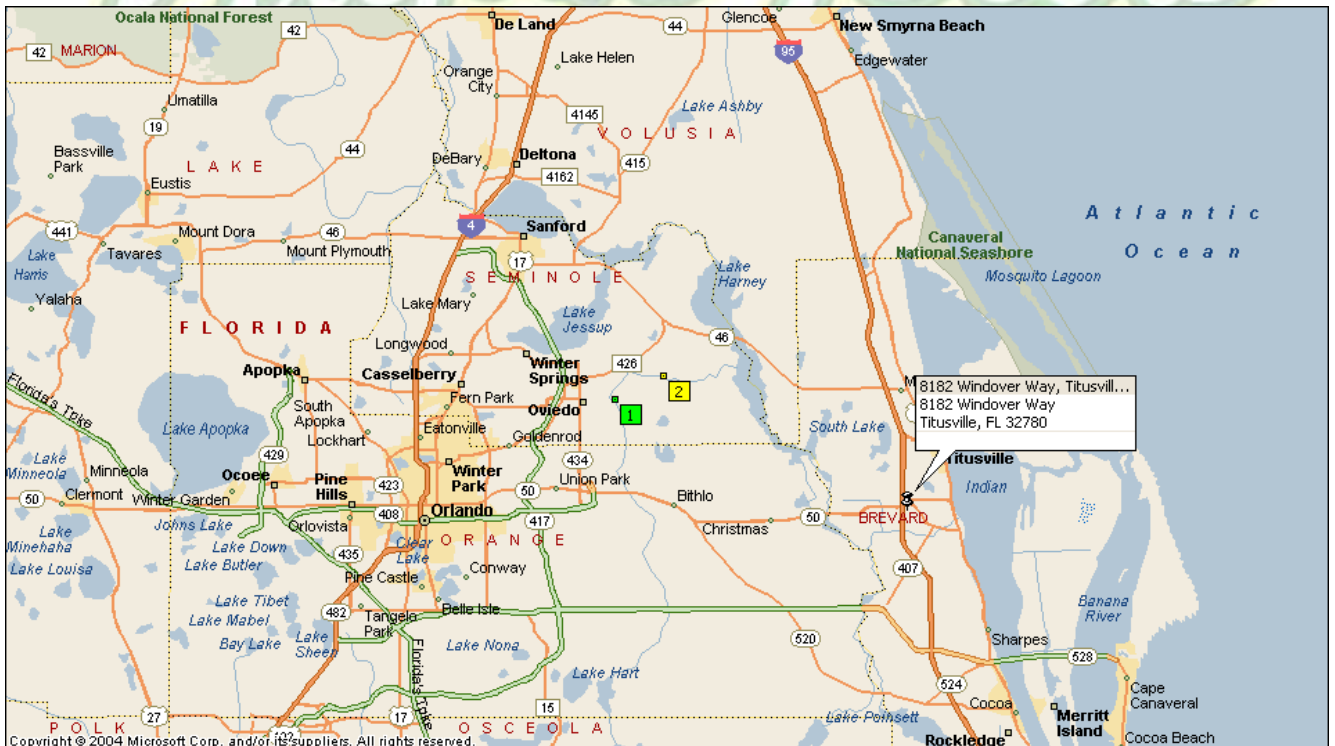 Ocala National Forest
42
42
MARION
De Land
44
Glencoe
New Smyrna Beach
95
Edgewater
Lake Helen
Orange
City
Umatilla
19
4145
Lake Ashby
VOLUSIA
Bassville
Park
44
LAKE
DeBary
Deltona
415
4162
Eustis
441
Mount Dora
46
4
Sanford
Atlantic
Ocean
Tavares
Mount Plymouth
17
Canaveral
National Seashore
Lake
Harris
SEMINOLE
Lake
Harney
Mosquito Lagoon
Yalaha
Lake Mary
Lake
Jessup
FLORIDA
Longwood
46
426
Apopka
Winter
Springs
2
Casselberry
8182 Windover Way, Titusvill...
8182 Windover Way
Titusville, FL 32780
Florida's Tpke
South
Apopka
Fern Park
Oviedo
1
Lake Apopka
Lockhart
Eatonville
Goldenrod
South Lake
Titusville
Lake
Minneola
Minneola
429
Ocoee
Winter
Park
434
Indian
50
Clermont
Winter Garden
Pine
Hills
423
50
Union Park
Bithlo
3
Johns Lake
Orlovista
408
Orlando
417
Christmas
50
BREVARD
Lake
Minehaha
Lake Down
Clear
Lake
ORANGE
Lake Louisa
Lake Butler
435
Conway
407
Pine Castle
Lake Tibet
482
Tangelo
Park
Belle Isle
Banana
River
Lake Mabel
Bay Lake
Lake
Sheen
Florida's Tpke
Lake Nona
520
Sharpes
528
Lake Hart
524
Cape
Canaveral
POLK
27
17
OSCEOLA
15
Lake Poinsett
Cocoa
Merritt
Island
Rockledge
Cocoa Beach
Copyright © 2004 Microsoft Corp. and/or its suppliers. All rights reserved.